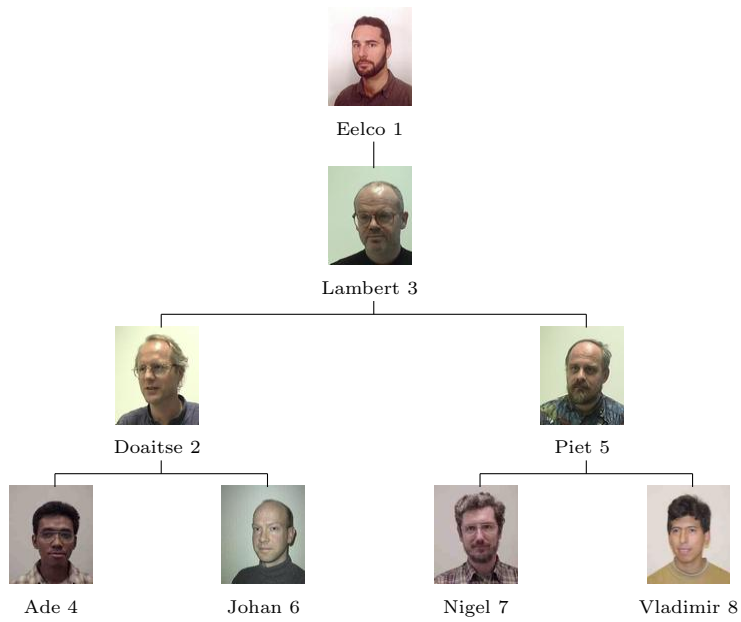 Eelco 1
Lambert 3
Doaitse 2
Piet 5
Ade 4
Johan 6
Nigel 7
Vladimir 8